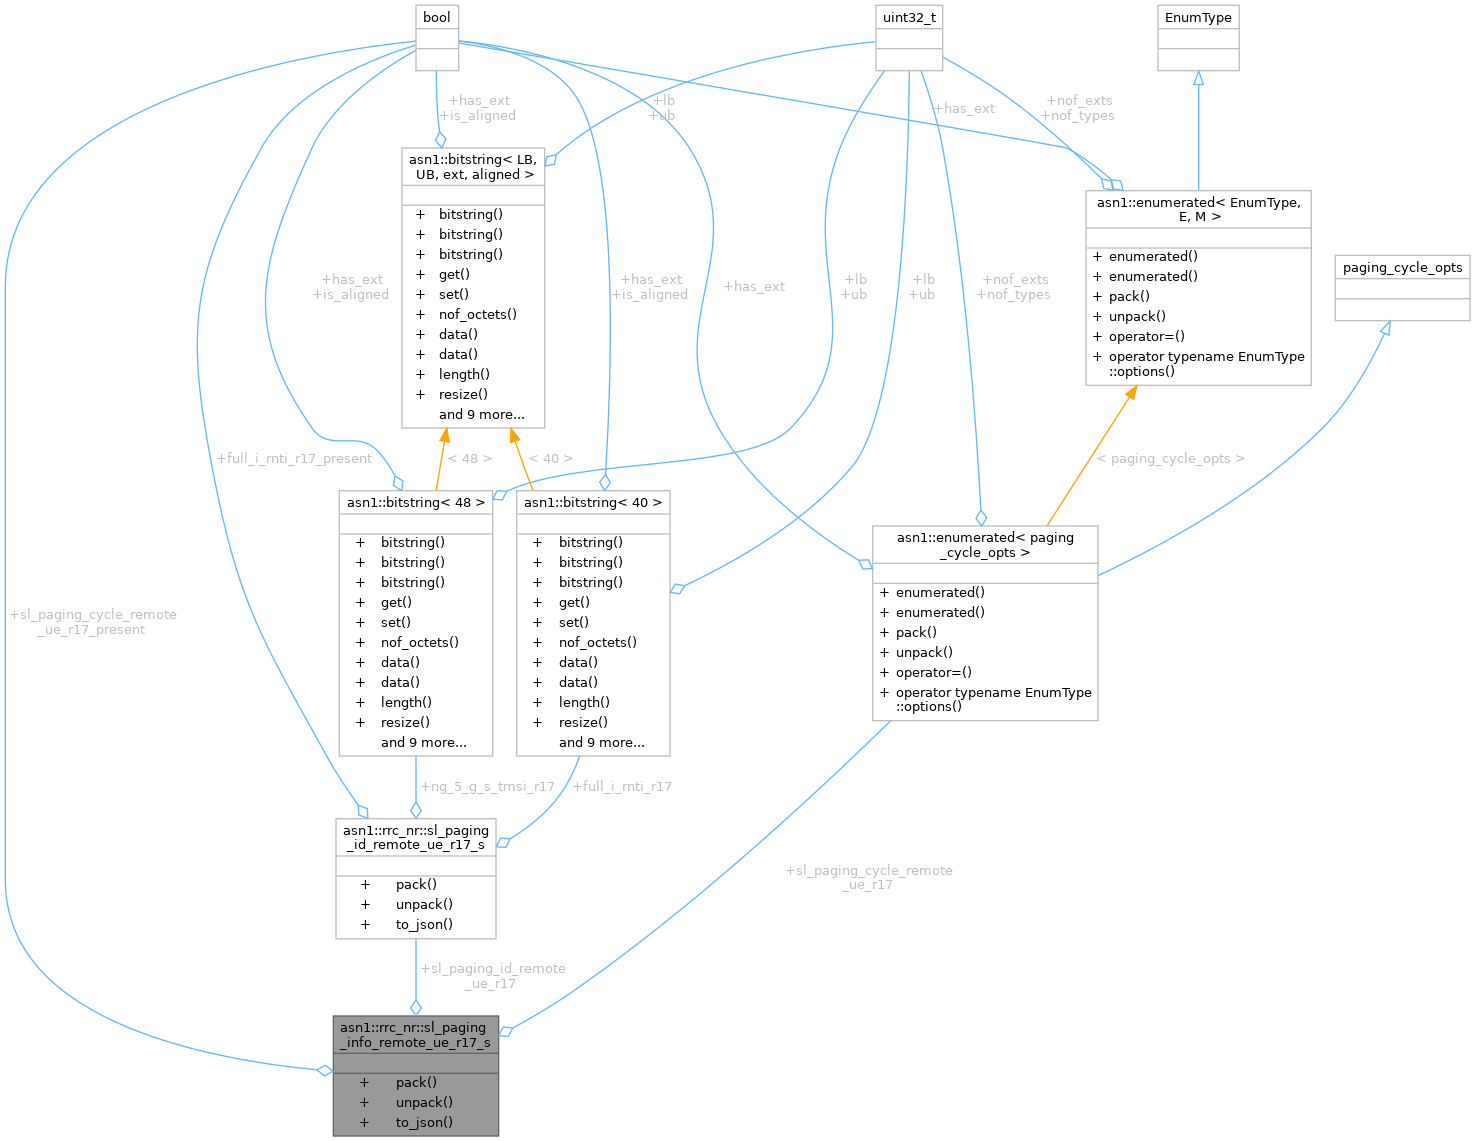 bool
uint32_t
EnumType
+has_ext
+is_aligned
+lb
+ub
+has_ext
+nof_exts
+nof_types
asn1::bitstring< LB,
UB, ext, aligned >
+ bitstring()
+ bitstring()
+ bitstring()
+ get()
+ set()
+ nof_octets()
+ data()
+ data()
+ length()
+ resize()
and 9 more...
asn1::enumerated< EnumType,
E, M >
+ enumerated()
+ enumerated()
+ pack()
+ unpack()
+ operator=()
+ operator typename EnumType
::options()
paging_cycle_opts
+has_ext
+is_aligned
+has_ext
+is_aligned
+has_ext
+lb
+ub
+lb
+ub
+nof_exts
+nof_types
+full_i_rnti_r17_present
< 48 >
< 40 >
< paging_cycle_opts >
asn1::bitstring< 48 >
+ bitstring()
+ bitstring()
+ bitstring()
+ get()
+ set()
+ nof_octets()
+ data()
+ data()
+ length()
+ resize()
and 9 more...
asn1::bitstring< 40 >
+ bitstring()
+ bitstring()
+ bitstring()
+ get()
+ set()
+ nof_octets()
+ data()
+ data()
+ length()
+ resize()
and 9 more...
asn1::enumerated< paging
_cycle_opts >
+ enumerated()
+ enumerated()
+ pack()
+ unpack()
+ operator=()
+ operator typename EnumType
::options()
+sl_paging_cycle_remote
_ue_r17_present
+ng_5_g_s_tmsi_r17
+full_i_rnti_r17
asn1::rrc_nr::sl_paging
_id_remote_ue_r17_s
+ pack()
+ unpack()
+ to_json()
+sl_paging_cycle_remote
_ue_r17
+sl_paging_id_remote
_ue_r17
asn1::rrc_nr::sl_paging
_info_remote_ue_r17_s
+ pack()
+ unpack()
+ to_json()